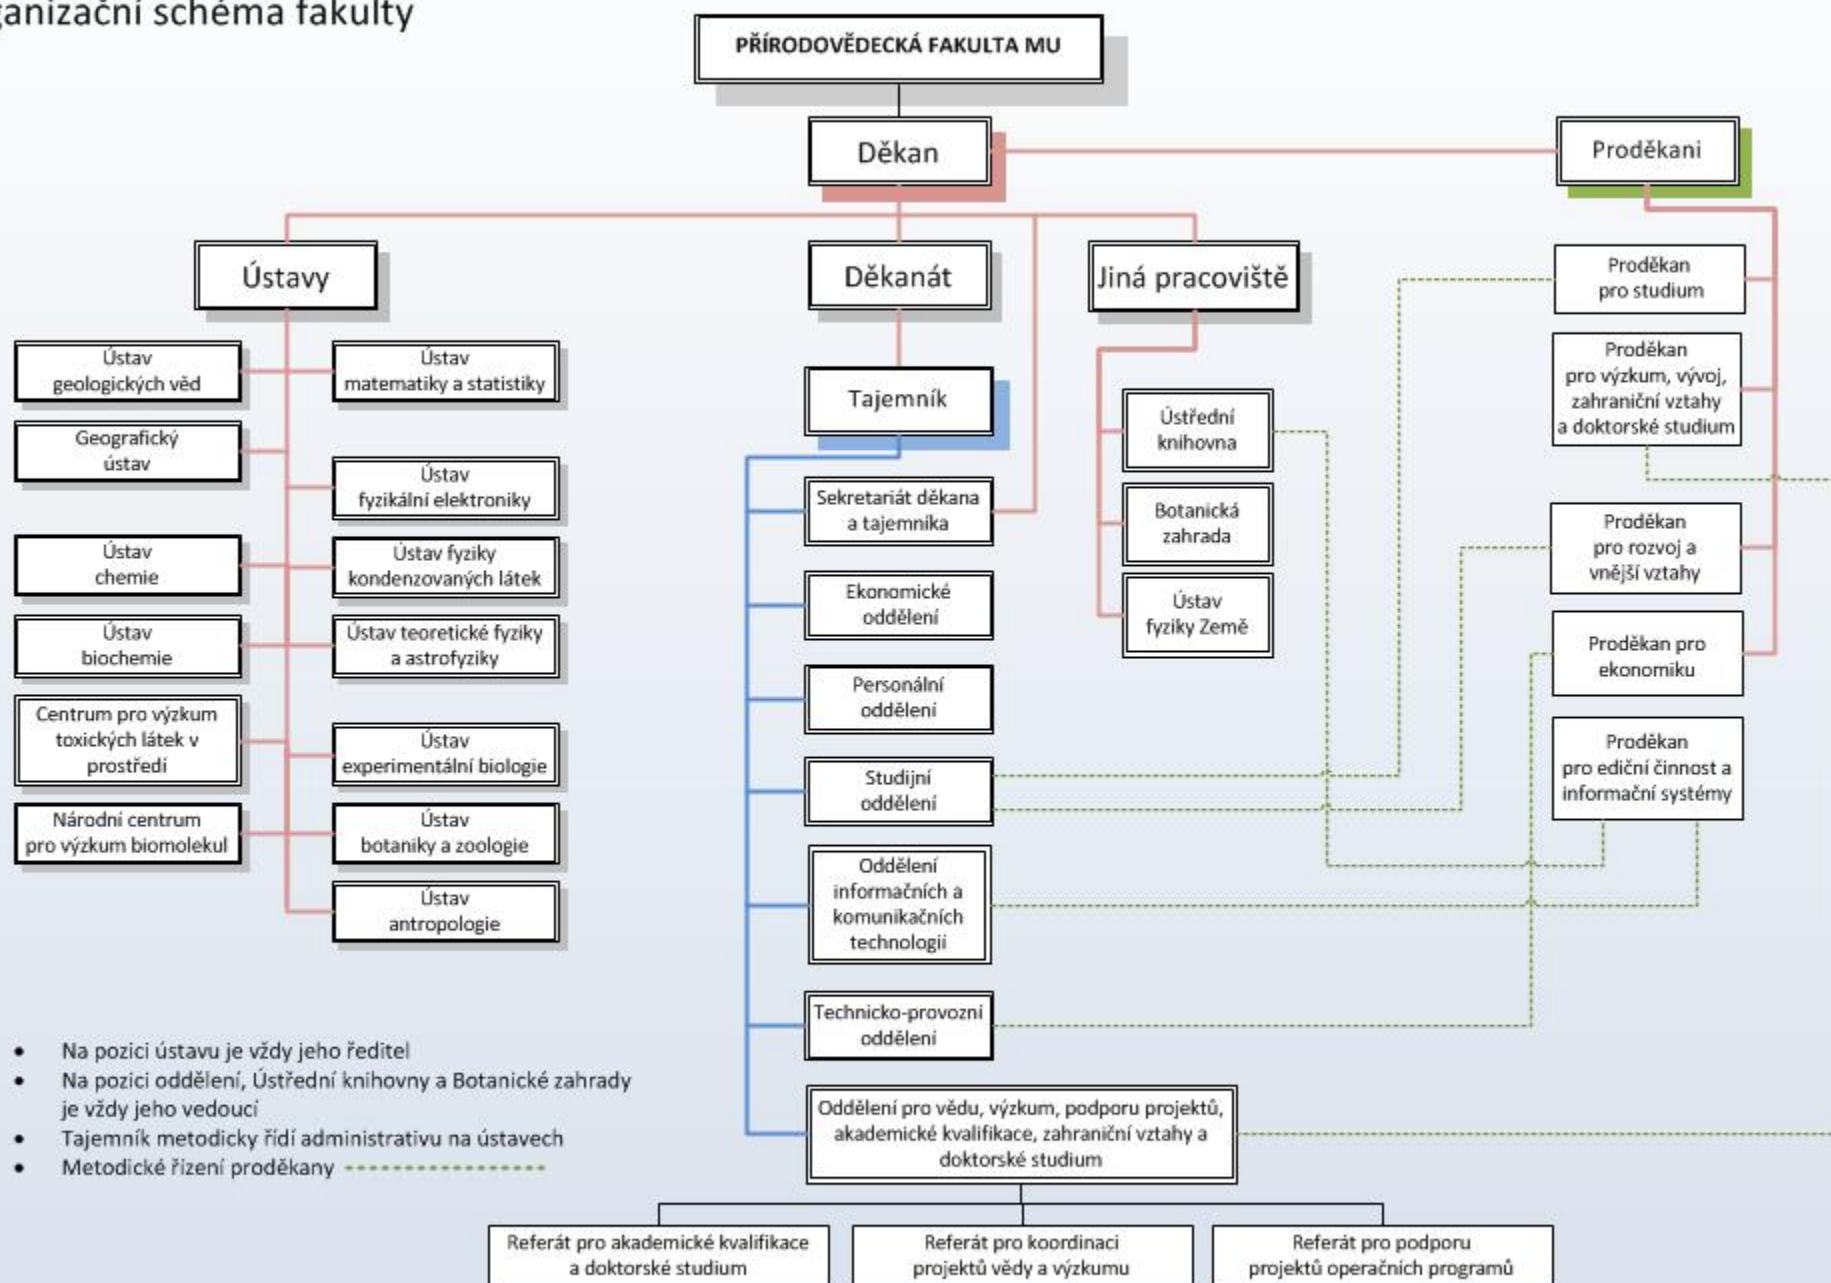 ganizační schéma fakulty
PŘÍRODOVĚDECKÁ FAKULTA MU
Děkan
Proděkani
Ústavy
Děkanát
Jiná pracoviště
Ústav
geologických věd
Ústav
matematiky a statistiky
Geografický
ústav
Ústav
fyzikální elektroniky
Ústav
chemie
Ústav fyziky
kondenzovaných látek
Ústav
biochemie
Ústav teoretické fyziky
a astrofyziky
Centrum pro výzkum
toxických látek v
prostředí
Ústav
experimentální biologie
Národní centrum
pro výzkum biomolekul
Ústav
botaniky a zoologie
Ústav
antropologie
Tajemník
Sekretariát děkana
a tajemníka
Ekonomické
oddělení
Personální
oddělení
Studijní
oddělení
Oddělení
informačních a
komunikačních
technologií
Technicko-provozní
oddělení
Oddělení pro vědu, výzkum, podporu projektů,
akademické kvalifikace, zahraniční vztahy a
doktorské studium
Referát pro akademické kvalifikace
a doktorské studium
Referát pro koordinaci
projektů vědy a výzkumu
Referát pro podporu
projektů operačních programů
Ústřední
knihovna
Botanická
zahrada
Ústav
fyziky Země
Proděkan
pro studium
Proděkan
pro výzkum, vývoj,
zahraniční vztahy
a doktorské studium
Proděkan
pro rozvoj a
vnější vztahy
Proděkan pro
ekonomiku
Proděkan
pro ediční činnost a
informační systémy
• Na pozici ústavu je vždy jeho ředitel
• Na pozici oddělení, Ústřední knihovny a Botanické zahrady
je vždy jeho vedoucí
• Tajemník metodicky řídí administrativu na ústavech
• Metodické řízení proděkany